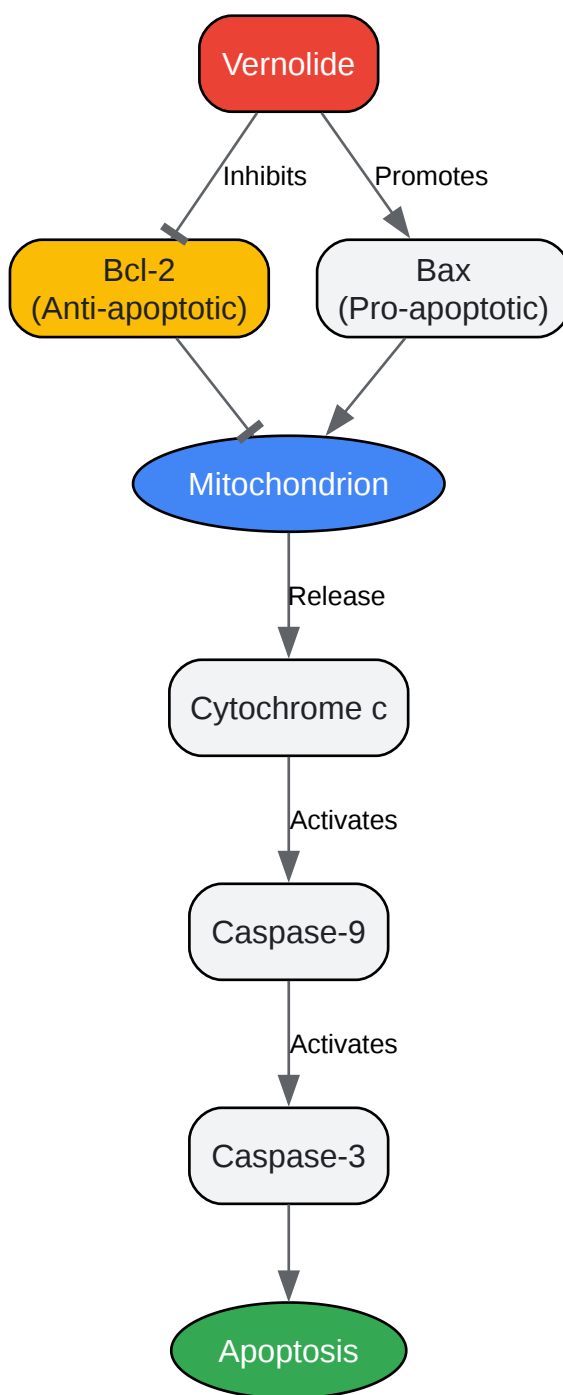 Vernolide
Inhibits
Promotes
Bcl-2
(Anti-apoptotic)
Bax
(Pro-apoptotic)
Mitochondrion
Release
Cytochrome c
Activates
Caspase-9
Activates
Caspase-3
Apoptosis